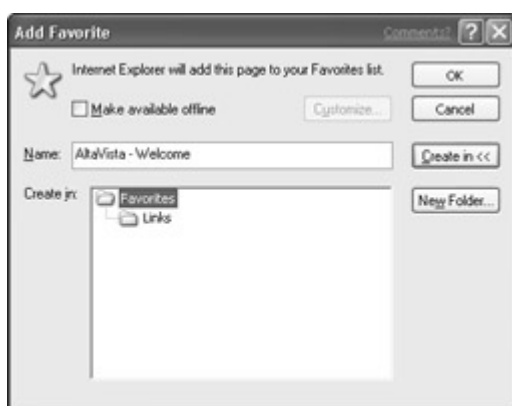 Add Favorite Comments? ? X
Internet Explorer will add this page to your Favorites list. OK
Make available offline Customize... Cancel
Name: AltaVista - Welcome Create in <<
Create in: Favorites New Folder...
Links